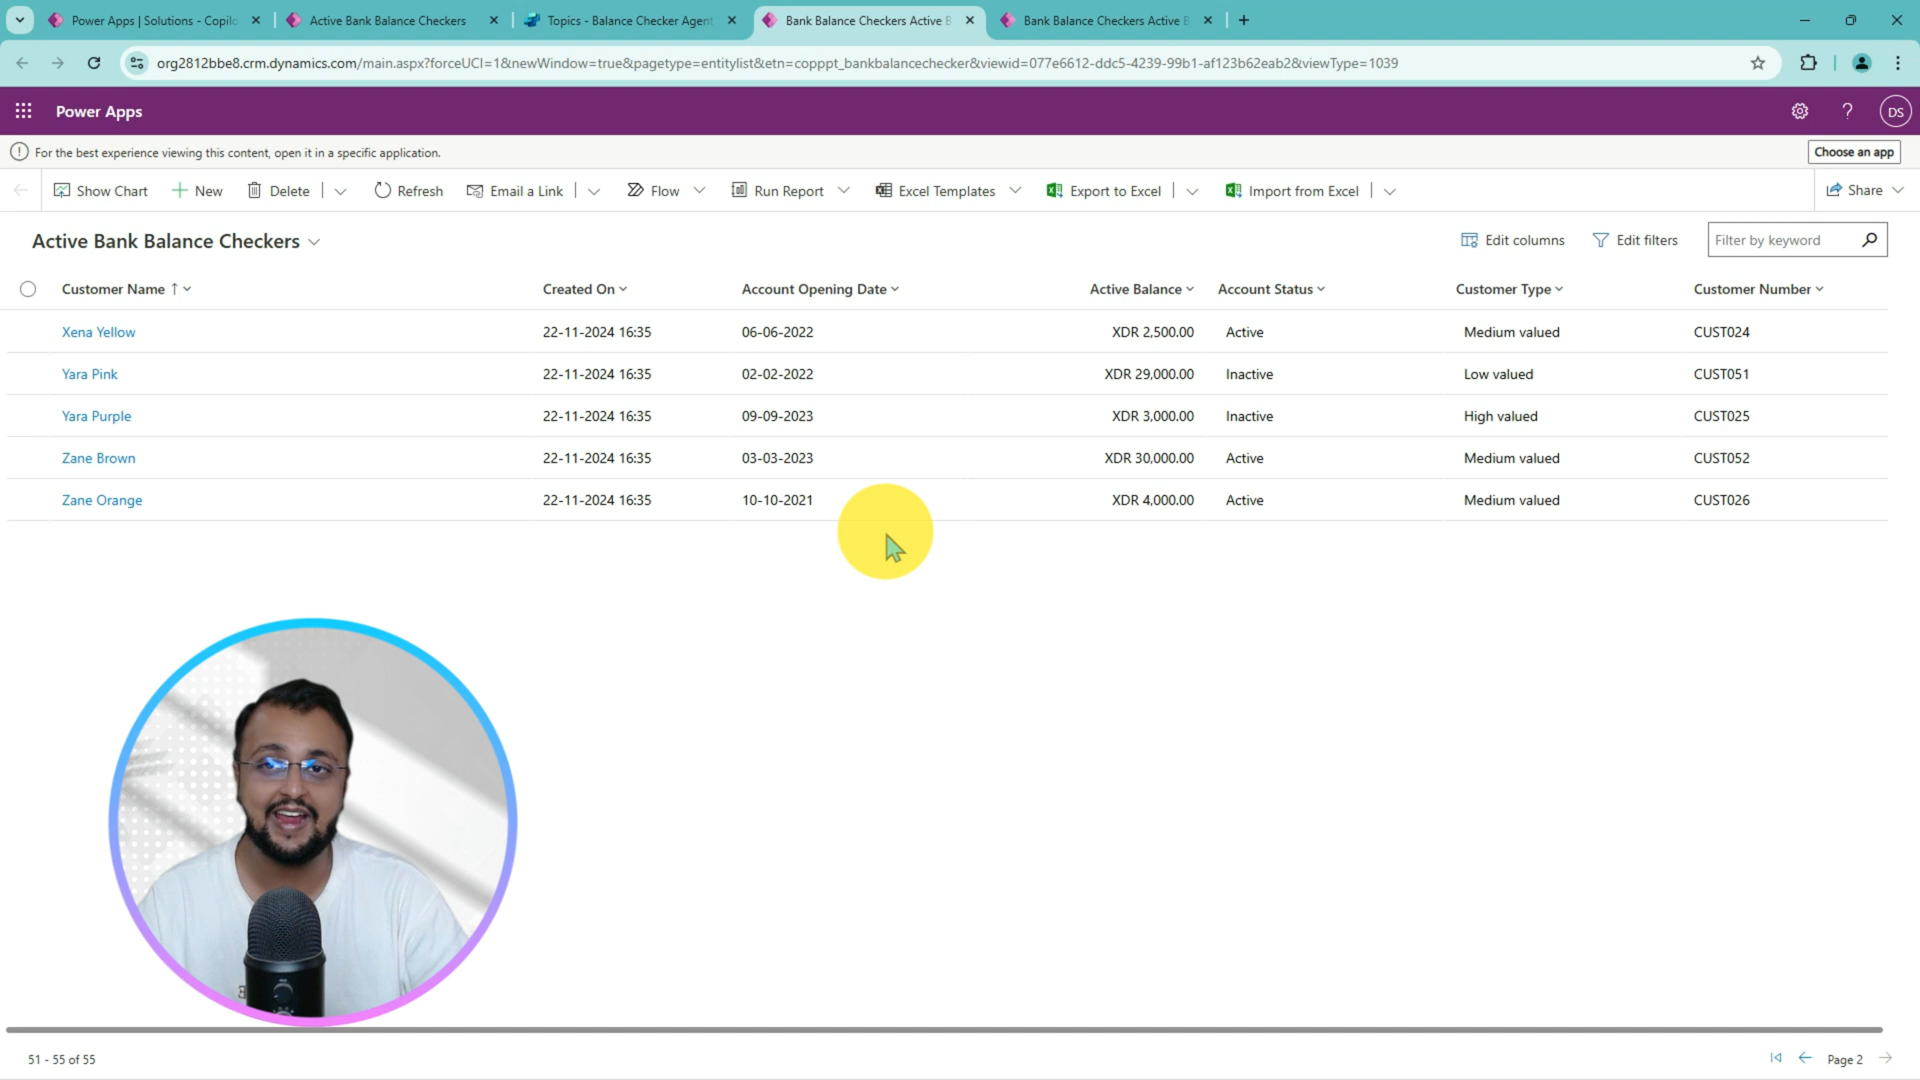 Power Apps | Solutions - Copilo
Active Bank Balance Checkers
Topics - Balance Checker Agent
Bank Balance Checkers Active B
Bank Balance Checkers Active B
org2812bbe8.crm.dynamics.com/main.aspx?forceUCI=1&newWindow=true&pagetype=entitylist&etn=copppt_bankbalancechecker&viewid=077e6612-ddc5-4239-99b1-af123b62eab2&viewType=1039
Power Apps
DS
For the best experience viewing this content, open it in a specific application.
Choose an app
Show Chart New Delete Refresh Email a Link Flow Run Report Excel Templates Export to Excel Import from Excel Share
Active Bank Balance Checkers
Edit columns Edit filters Filter by keyword
Customer Name Created On Account Opening Date Active Balance Account Status Customer Type Customer Number
Xena Yellow 22-11-2024 16:35 06-06-2022 XDR 2,500.00 Active Medium valued CUST024
Yara Pink 22-11-2024 16:35 02-02-2022 XDR 29,000.00 Inactive Low valued CUST051
Yara Purple 22-11-2024 16:35 09-09-2023 XDR 3,000.00 Inactive High valued CUST025
Zane Brown 22-11-2024 16:35 03-03-2023 XDR 30,000.00 Active Medium valued CUST052
Zane Orange 22-11-2024 16:35 10-10-2021 XDR 4,000.00 Active Medium valued CUST026
51 - 55 of 55
Page 2